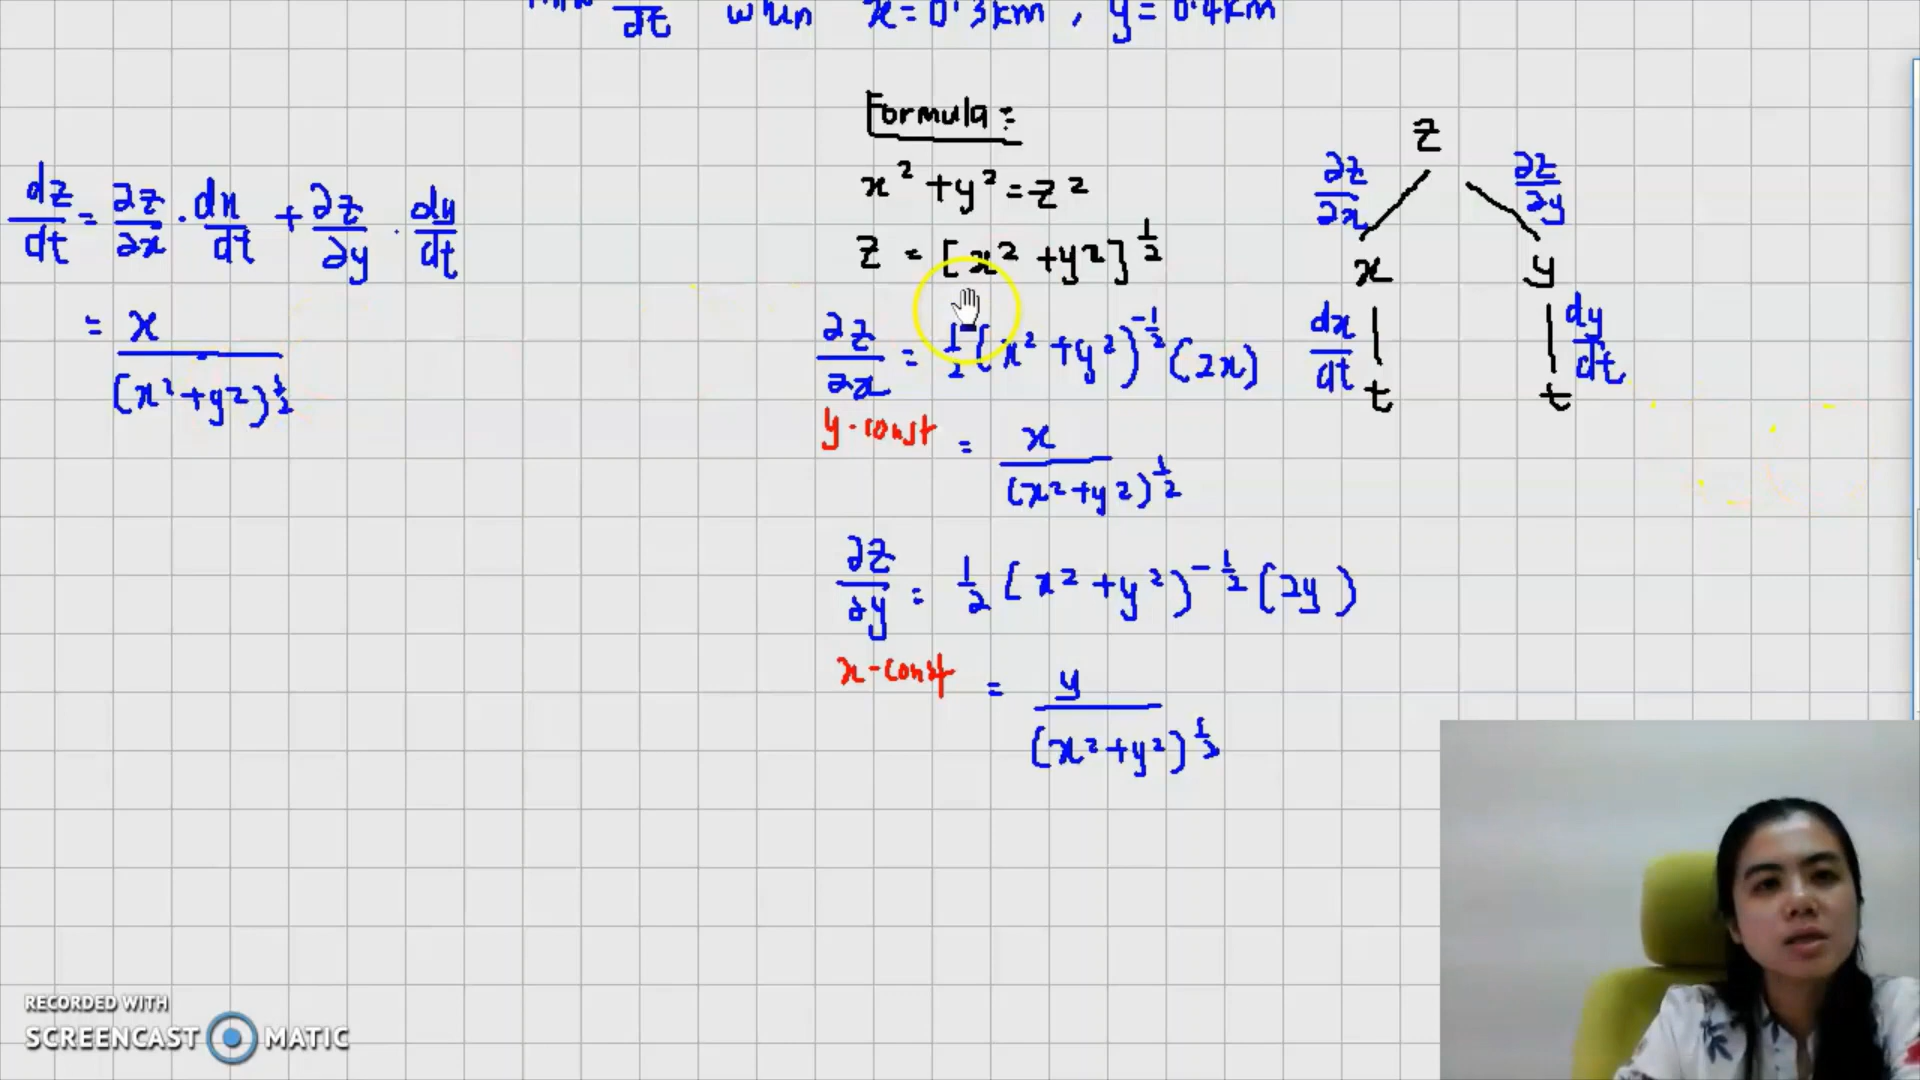 dz/dt when x = 0.3km , y = 0.4km
Formula:
x² + y² = z²
z = [x² + y²]^½
dz/dt = ∂z/∂x · dx/dt + ∂z/∂y · dy/dt
= x/(x²+y²)^½
∂z/∂x = ½(x² + y²)^-½ (2x)
y-const
= x/(x²+y²)^½
∂z/∂y = ½(x² + y²)^-½ (2y)
x-const
= y/(x²+y²)^½
z
∂z/∂x ∂z/∂y
x y
dx/dt dy/dt
t t
RECORDED WITH
SCREENCAST MATIC